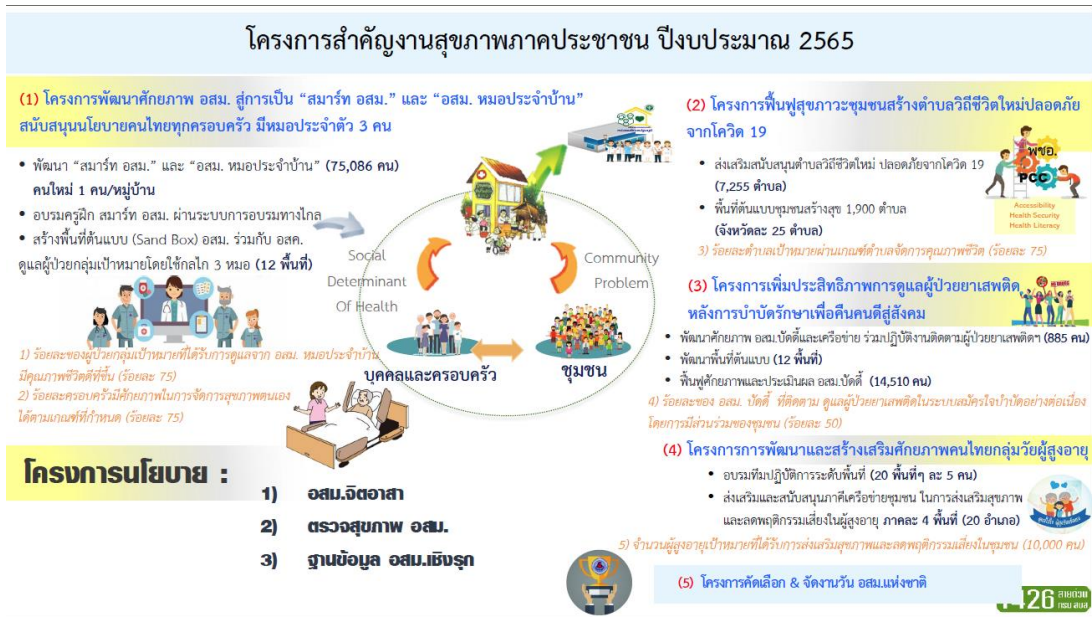 โครงการสำคัญงานสุขภาพภาคประชาชน ปีงบประมาณ 2565
(1) โครงการพัฒนาศักยภาพ อสม. สู่การเป็น “สมาร์ท อสม.” และ “อสม. หมอประจำบ้าน”
สนับสนุนนโยบายคนไทยทุกครอบครัว มีหมอประจำตัว 3 คน
• พัฒนา “สมาร์ท อสม.” และ “อสม. หมอประจำบ้าน” (75,086 คน)
คนใหม่ 1 คน/หมู่บ้าน
• อบรมครูฝึก สมาร์ท อสม. ผ่านระบบการอบรมทางไกล
• สร้างพื้นที่ต้นแบบ (Sand Box) อสม. ร่วมกับ อสค.
ดูแลผู้ป่วยกลุ่มเป้าหมายโดยใช้กลไก 3 หมอ (12 พื้นที่)
1) ร้อยละของผู้ป่วยกลุ่มเป้าหมายที่ได้รับการดูแลจาก อสม. หมอประจำบ้าน
มีคุณภาพชีวิตดีที่ขึ้น (ร้อยละ 75)
2) ร้อยละครอบครัวมีศักยภาพในการจัดการสุขภาพตนเอง
ได้ตามเกณฑ์ที่กำหนด (ร้อยละ 75)
Social
Determinant
Of Health
Community
Problem
บุคคลและครอบครัว
ชุมชน
(2) โครงการฟื้นฟูสุขภาวะชุมชนสร้างตำบลวิถีชีวิตใหม่ปลอดภัย
จากโควิด 19
• ส่งเสริมสนับสนุนตำบลวิถีชีวิตใหม่ ปลอดภัยจากโควิด 19
(7,255 ตำบล)
• พื้นที่ต้นแบบชุมชนสร้างสุข 1,900 ตำบล
(จังหวัดละ 25 ตำบล)
พชอ.
PCC
Accessibility
Health Security
Health Literacy
3) ร้อยละตำบลเป้าหมายผ่านเกณฑ์ตำบลจัดการคุณภาพชีวิต (ร้อยละ 75)
(3) โครงการเพิ่มประสิทธิภาพการดูแลผู้ป่วยยาเสพติด
หลังการบำบัดรักษาเพื่อคืนคนดีสู่สังคม
• พัฒนาศักยภาพ อสม.บัดดี้และเครือข่าย ร่วมปฏิบัติงานติดตามผู้ป่วยยาเสพติดฯ (885 คน)
• พัฒนาพื้นที่ต้นแบบ (12 พื้นที่)
• ฟื้นฟูศักยภาพและประเมินผล อสม.บัดดี้ (14,510 คน)
4) ร้อยละของ อสม. บัดดี้ ที่ติดตาม ดูแลผู้ป่วยยาเสพติดในระบบสมัครใจบำบัดอย่างต่อเนื่อง
โดยการมีส่วนร่วมของชุมชน (ร้อยละ 50)
(4) โครงการการพัฒนาและสร้างเสริมศักยภาพคนไทยกลุ่มวัยผู้สูงอายุ
• อบรมทีมปฏิบัติการระดับพื้นที่ (20 พื้นที่ๆ ละ 5 คน)
• ส่งเสริมและสนับสนุนภาคีเครือข่ายชุมชน ในการส่งเสริมสุขภาพ
และลดพฤติกรรมเสี่ยงในผู้สูงอายุ ภาคละ 4 พื้นที่ (20 อำเภอ)
5) จำนวนผู้สูงอายุเป้าหมายที่ได้รับการส่งเสริมสุขภาพและลดพฤติกรรมเสี่ยงในชุมชน (10,000 คน)
(5) โครงการคัดเลือก & จัดงานวัน อสม.แห่งชาติ
โครงการนโยบาย :
1) อสม.จิตอาสา
2) ตรวจสุขภาพ อสม.
3) ฐานข้อมูล อสม.เชิงรุก
426 สายด่วน
กรม สบส